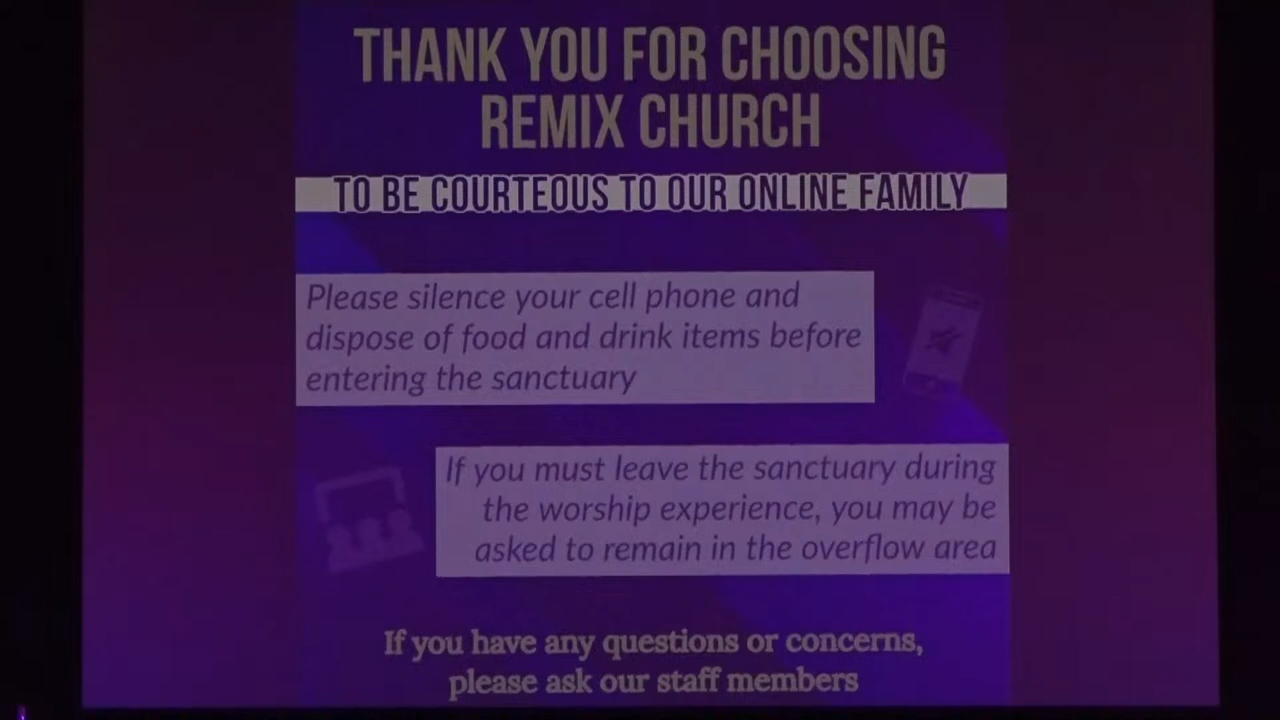 THANK YOU FOR CHOOSING
REMIX CHURCH
TO BE COURTEOUS TO OUR ONLINE FAMILY
Please silence your cell phone and
dispose of food and drink items before
entering the sanctuary
If you must leave the sanctuary during
the worship experience, you may be
asked to remain in the overflow area
If you have any questions or concerns,
please ask our staff members